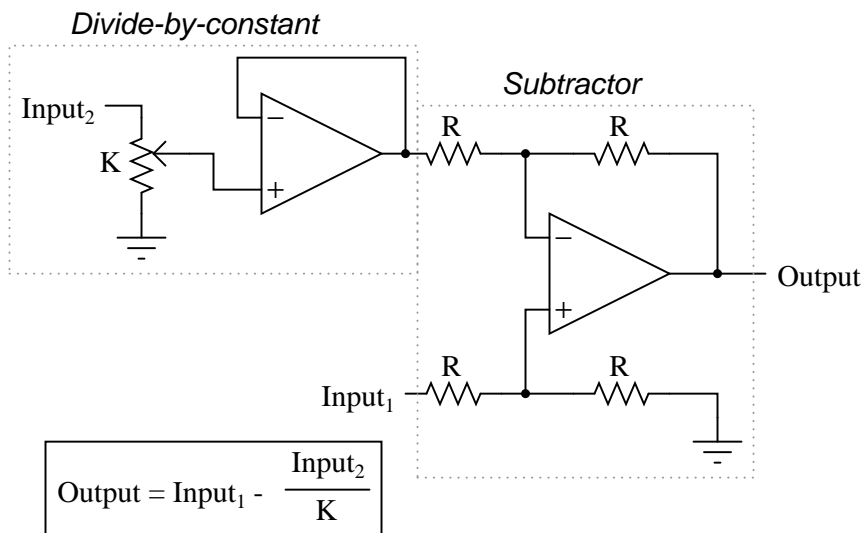 Divide-by-constant
Subtractor
Input₂
K
−
+
R
R
−
+
Output
R
R
Input₁
Output = Input₁ - Input₂
K